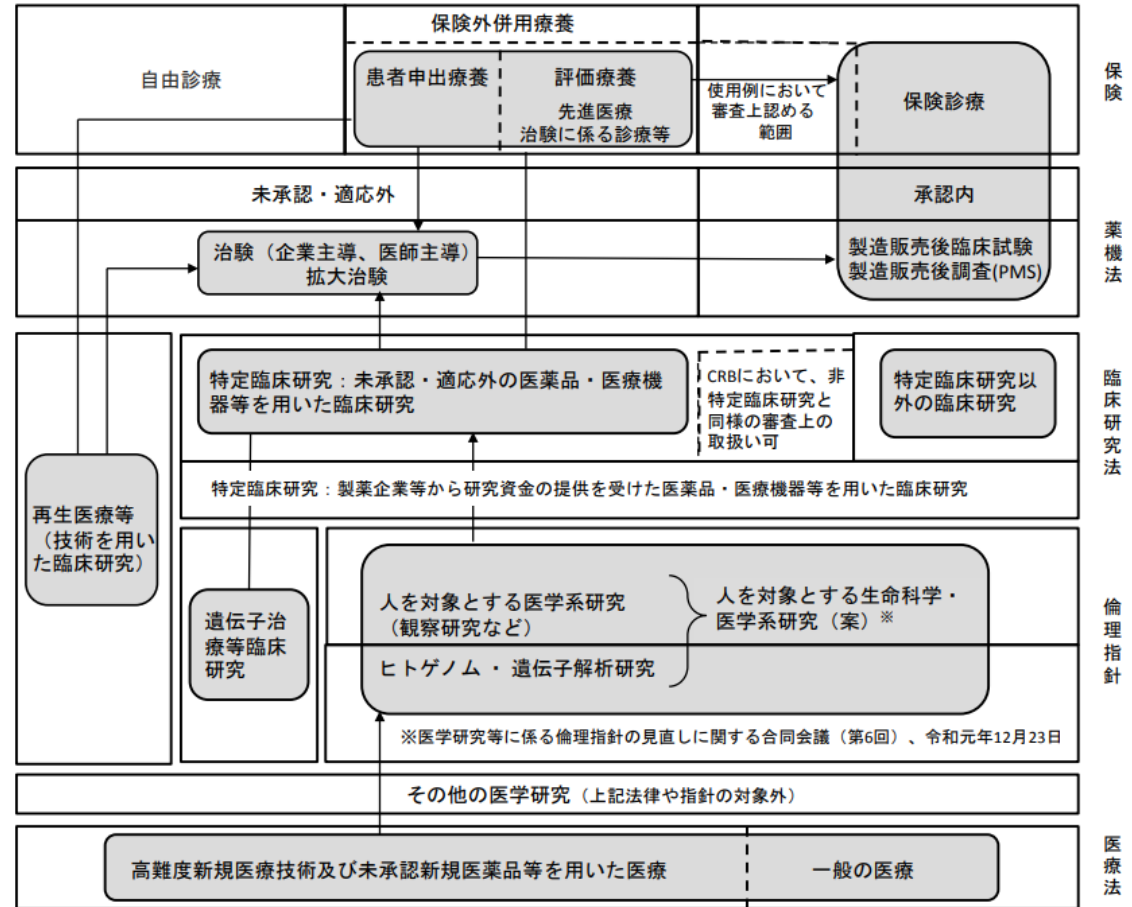 保険外併用療養
自由診療
患者申出療養
評価療養
先進医療
治験に係る診療等
使用例において
審査上認める
範囲
保険診療
保険
未承認・適応外
承認内
治験（企業主導、医師主導）
拡大治験
製造販売後臨床試験
製造販売後調査(PMS)
薬機法
特定臨床研究：未承認・適応外の医薬品・医療機
器等を用いた臨床研究
CRBにおいて、非
特定臨床研究と
同様の審査上の
取扱い可
特定臨床研究以
外の臨床研究
臨床研究法
特定臨床研究：製薬企業等から研究資金の提供を受けた医薬品・医療機器等を用いた臨床研究
再生医療等
（技術を用い
た臨床研究）
遺伝子治
療等臨床
研究
人を対象とする医学系研究
（観察研究など）
ヒトゲノム ・ 遺伝子解析研究
人を対象とする生命科学・
医学系研究（案）※
倫理指針
※医学研究等に係る倫理指針の見直しに関する合同会議（第6回）、令和元年12月23日
その他の医学研究（上記法律や指針の対象外）
高難度新規医療技術及び未承認新規医薬品等を用いた医療
一般の医療
医療法